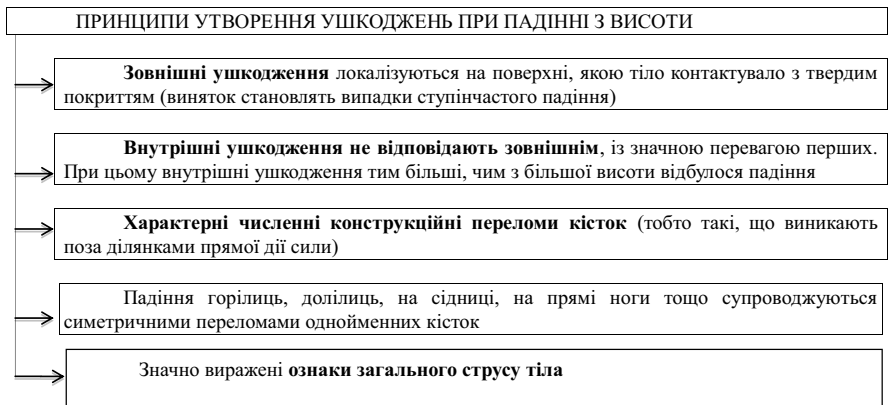 ПРИНЦИПИ УТВОРЕННЯ УШКОДЖЕНЬ ПРИ ПАДІННІ З ВИСОТИ
Зовнішні ушкодження локалізуються на поверхні, якою тіло контактувало з твердим
покриттям (виняток становлять випадки ступінчастого падіння)
Внутрішні ушкодження не відповідають зовнішнім, із значною перевагою перших.
При цьому внутрішні ушкодження тим більші, чим з більшої висоти відбулося падіння
Характерні численні конструкційні переломи кісток (тобто такі, що виникають
поза ділянками прямої дії сили)
Падіння горілиць, долілиць, на сідниці, на прямі ноги тощо супроводжуються
симетричними переломами однойменних кісток
Значно виражені ознаки загального струсу тіла